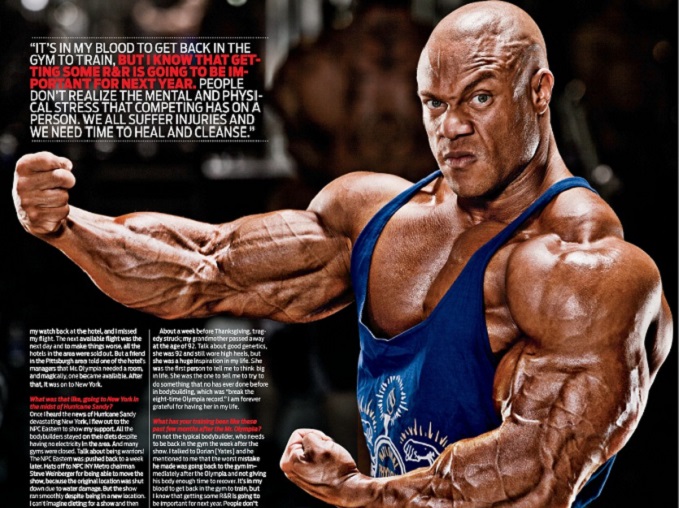 "IT'S IN MY BLOOD TO GET BACK IN THE
GYM TO TRAIN, BUT I KNOW THAT GET-
TING SOME R&R IS GOING TO BE IM-
PORTANT FOR NEXT YEAR. PEOPLE
DON'T REALIZE THE MENTAL AND PHYSI-
CAL STRESS THAT COMPETING HAS ON A
PERSON. WE ALL SUFFER INJURIES AND
WE NEED TIME TO HEAL AND CLEANSE."
my watch back at the hotel, and I missed
my flight. The next available flight was the
next day and to make things worse, all the
hotels in the area were sold out. But a friend
in the Pittsburgh area told one of the hotel's
managers that Mr. Olympia needed a room,
and magically, one became available. After
that, it was on to New York.
What was that like, going to New York in
the midst of Hurricane Sandy?
Once I heard the news of Hurricane Sandy
devastating New York, I flew out to the
NPC Eastern to show my support. All the
bodybuilders stayed on their diets despite
having no electricity in the area. And many
gyms were closed. Talk about being warriors!
The NPC Eastern was pushed back to a week
later. Hats off to NPC NY Metro chairman
Steve Weinberger for being able to move the
show, because the original location was shut
down due to water damage. But the show
ran smoothly despite being in a new location.
I can't imagine dieting for a show and then
About a week before Thanksgiving, trag-
edy struck; my grandmother passed away
at the age of 92. Talk about good genetics,
she was 92 and still wore high heels, but
she was a huge inspiration in my life. She
was the first person to tell me to think big
in life. She was the one to tell me to try to
do something that no has ever done before
in bodybuilding, which was "break the
eight-time Olympia record." I am forever
grateful for having her in my life.
What has your training been like these
past few months after the Mr. Olympia?
I'm not the typical bodybuilder, who needs
to be back in the gym the week after the
show. I talked to Dorian [Yates] and he
mentioned to me that the worst mistake
he made was going back to the gym im-
mediately after the Olympia and not giving
his body enough time to recover. It's in my
blood to get back in the gym to train, but
I know that getting some R&R is going to
be important for next year. People don't